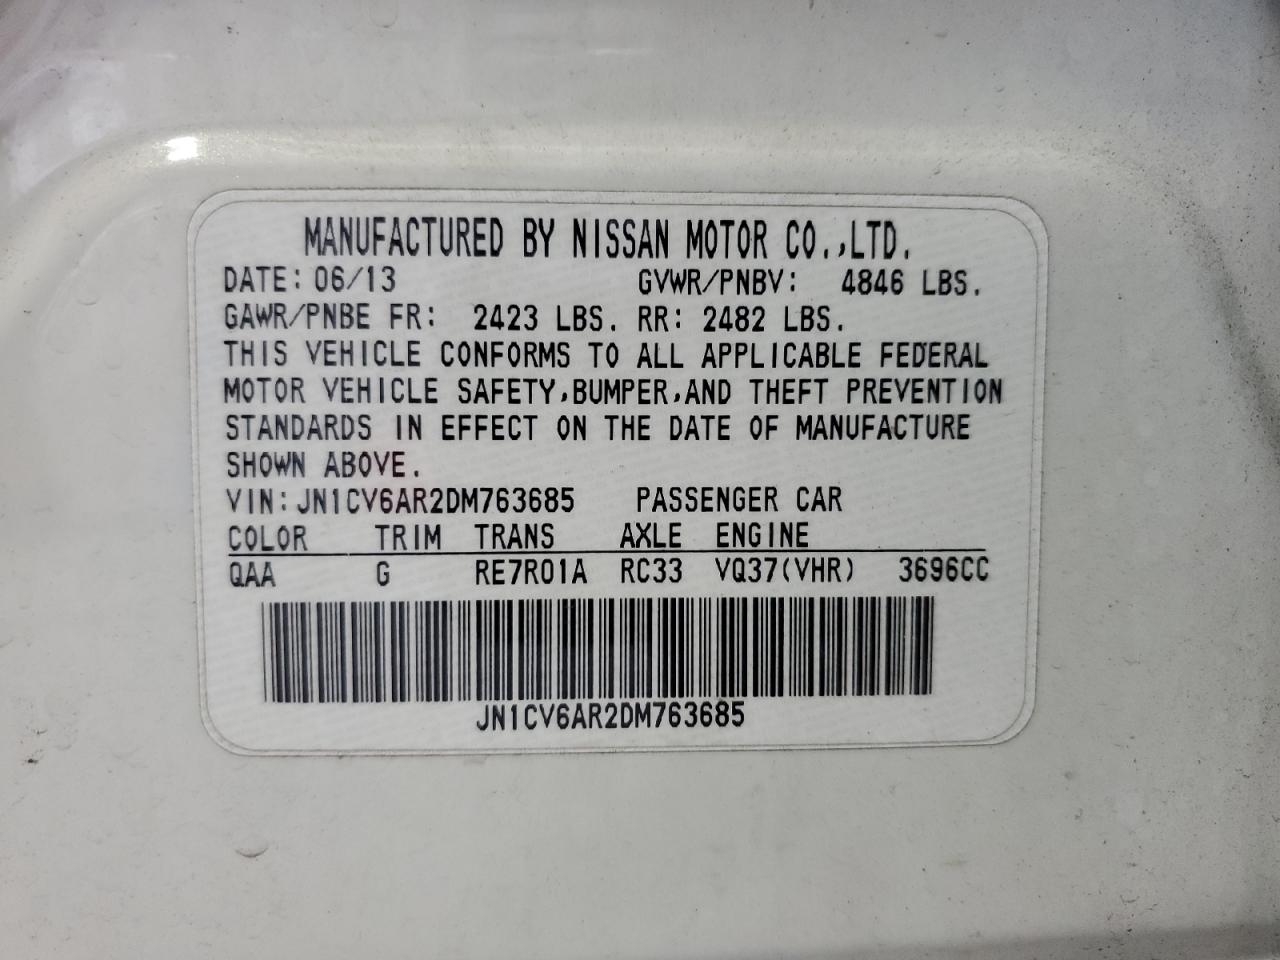 MANUFACTURED BY NISSAN MOTOR CO.,LTD.
DATE: 06/13 GVWR/PNBV: 4846 LBS.
GAWR/PNBE FR: 2423 LBS. RR: 2482 LBS.
THIS VEHICLE CONFORMS TO ALL APPLICABLE FEDERAL
MOTOR VEHICLE SAFETY,BUMPER,AND THEFT PREVENTION
STANDARDS IN EFFECT ON THE DATE OF MANUFACTURE
SHOWN ABOVE.
VIN:JN1CV6AR2DM763685 PASSENGER CAR
COLOR TRIM TRANS AXLE ENGINE
QAA G RE7R01A RC33 VQ37(VHR) 3696CC
JN1CV6AR2DM763685